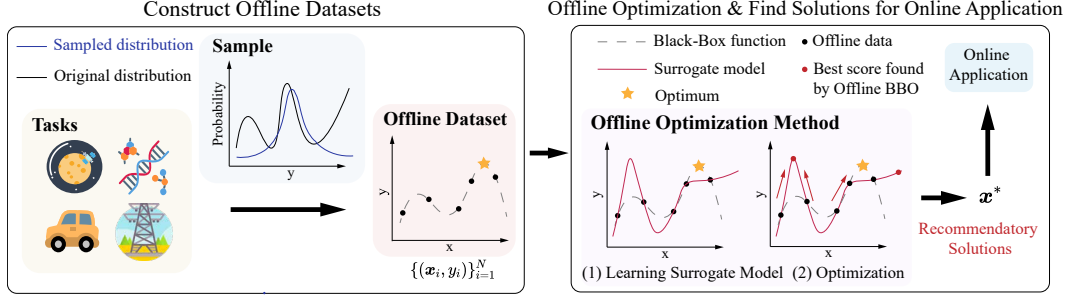 Construct Offline Datasets
Sampled distribution
Original distribution
Sample
Probability
y
Tasks
Offline Dataset
y
x
{(x_i, y_i)}_{i=1}^N
Offline Optimization & Find Solutions for Online Application
Black-Box function
Surrogate model
Optimum
Offline data
Best score found
by Offline BBO
Online
Application
Offline Optimization Method
y
x
y
x
(1) Learning Surrogate Model
(2) Optimization
x*
Recommendatory
Solutions